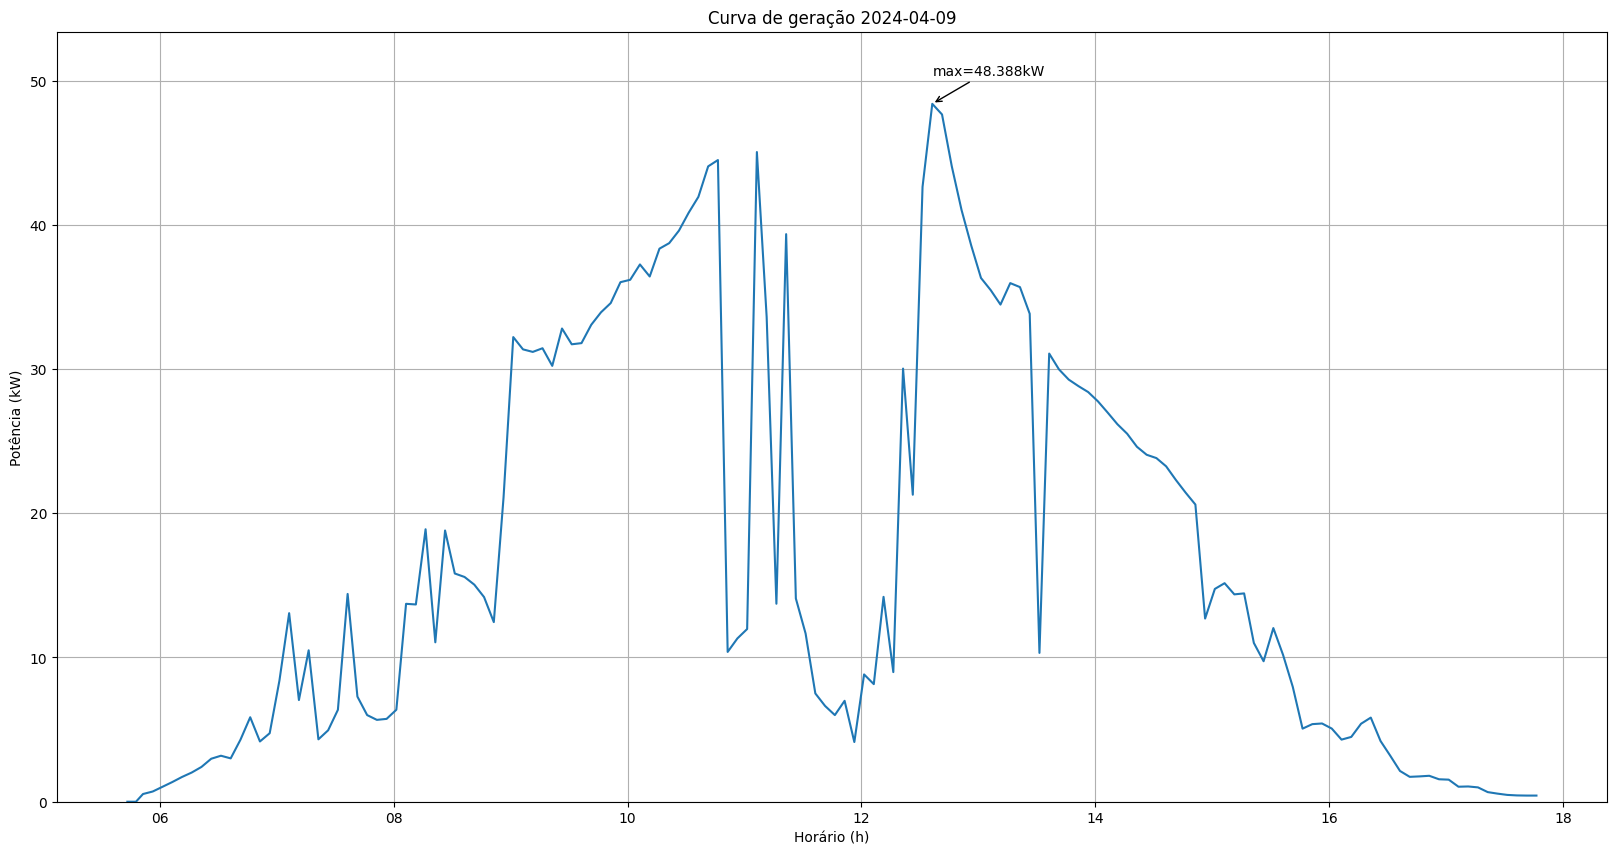 Curva de geração 2024-04-09
max=48.388kW
Potência (kW)
50
40
30
20
10
0
06 08 10 12 14 16 18
Horário (h)